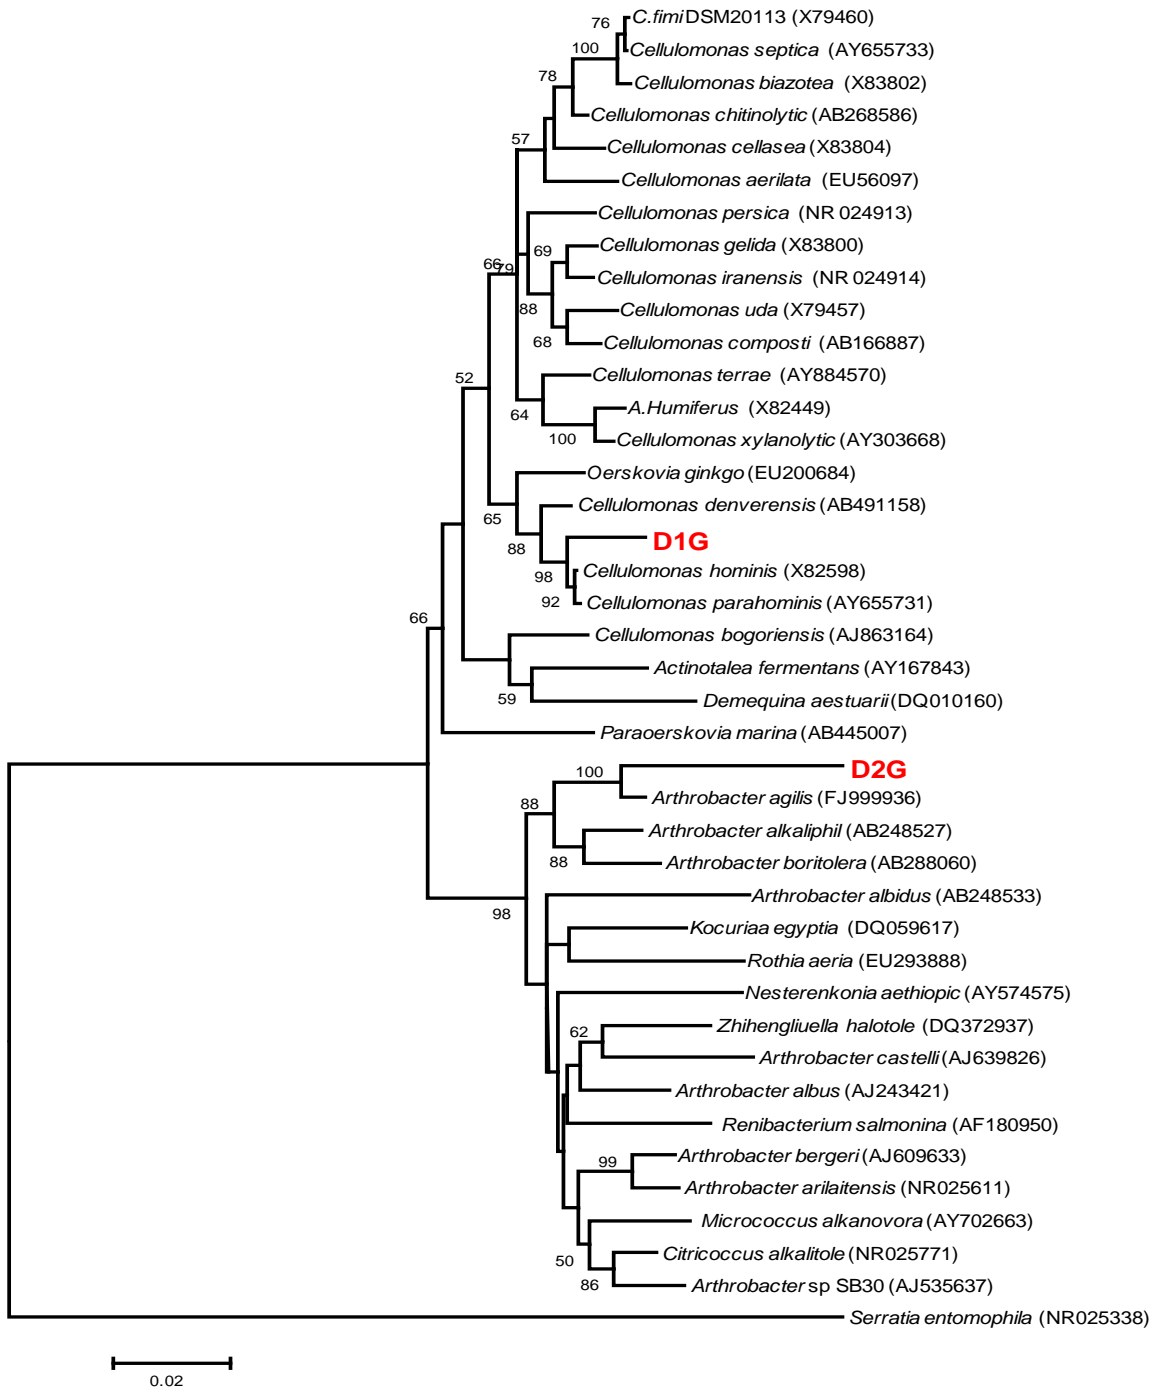 C.fimiDSM20113 (X79460)
76
Cellulomonas septica (AY655733)
100
78
Cellulomonas biazotea (X83802)
Cellulomonas chitinolytic (AB268586)
57
Cellulomonas cellasea (X83804)
Cellulomonas aerilata (EU56097)
Cellulomonas persica (NR 024913)
69
Cellulomonas gelida (X83800)
66
79
Cellulomonas iranensis (NR 024914)
88
Cellulomonas uda (X79457)
68
Cellulomonas composti (AB166887)
52
Cellulomonas terrae (AY884570)
64
A.Humiferus (X82449)
100
Cellulomonas xylanolytic (AY303668)
Oerskovia ginkgo (EU200684)
65
Cellulomonas denverensis (AB491158)
88
D1G
98
Cellulomonas hominis (X82598)
92
Cellulomonas parahominis (AY655731)
66
Cellulomonas bogoriensis (AJ863164)
Actinotalea fermentans (AY167843)
59
Demequina aestuarii (DQ010160)
Paraoerskovia marina (AB445007)
100
D2G
88
Arthrobacter agilis (FJ999936)
Arthrobacter alkaliphil (AB248527)
88
Arthrobacter boritolera (AB288060)
98
Arthrobacter albidus (AB248533)
Kocuriaa egyptia (DQ059617)
Rothia aeria (EU293888)
Nesterenkonia aethiopic (AY574575)
62
Zhihengliuella halotole (DQ372937)
Arthrobacter castelli (AJ639826)
Arthrobacter albus (AJ243421)
Renibacterium salmonina (AF180950)
99
Arthrobacter bergeri (AJ609633)
Arthrobacter arilaitensis (NR025611)
Micrococcus alkanovora (AY702663)
50
Citricoccus alkalitole (NR025771)
86
Arthrobacter sp SB30 (AJ535637)
Serratia entomophila (NR025338)
0.02